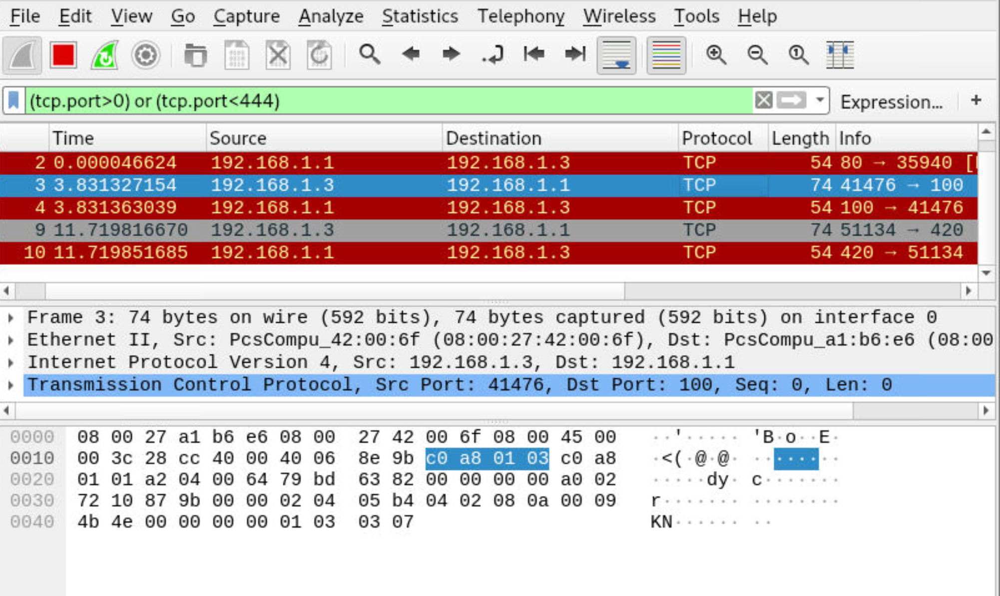 File Edit View Go Capture Analyze Statistics Telephony Wireless Tools Help
(tcp.port>0) or (tcp.port<444) Expression… +
Time Source Destination Protocol Length Info
2 0.000046624 192.168.1.1 192.168.1.3 TCP 54 80 → 35940 [
3 3.831327154 192.168.1.3 192.168.1.1 TCP 74 41476 → 100
4 3.831363039 192.168.1.1 192.168.1.3 TCP 54 100 → 41476
9 11.719816670 192.168.1.3 192.168.1.1 TCP 74 51134 → 420
10 11.719851685 192.168.1.1 192.168.1.3 TCP 54 420 → 51134
Frame 3: 74 bytes on wire (592 bits), 74 bytes captured (592 bits) on interface 0
Ethernet II, Src: PcsCompu_42:00:6f (08:00:27:42:00:6f), Dst: PcsCompu_a1:b6:e6 (08:00
Internet Protocol Version 4, Src: 192.168.1.3, Dst: 192.168.1.1
Transmission Control Protocol, Src Port: 41476, Dst Port: 100, Seq: 0, Len: 0
0000 08 00 27 a1 b6 e6 08 00 27 42 00 6f 08 00 45 00 ··'····· 'B·o··E·
0010 00 3c 28 cc 40 00 40 06 8e 9b c0 a8 01 03 c0 a8 ·<(·@·@· ········
0020 01 01 a2 04 00 64 79 bd 63 82 00 00 00 00 a0 02 ·····dy· c·······
0030 72 10 87 9b 00 00 02 04 05 b4 04 02 08 0a 00 09 r······· ········
0040 4b 4e 00 00 00 00 01 03 03 07 KN······ ··